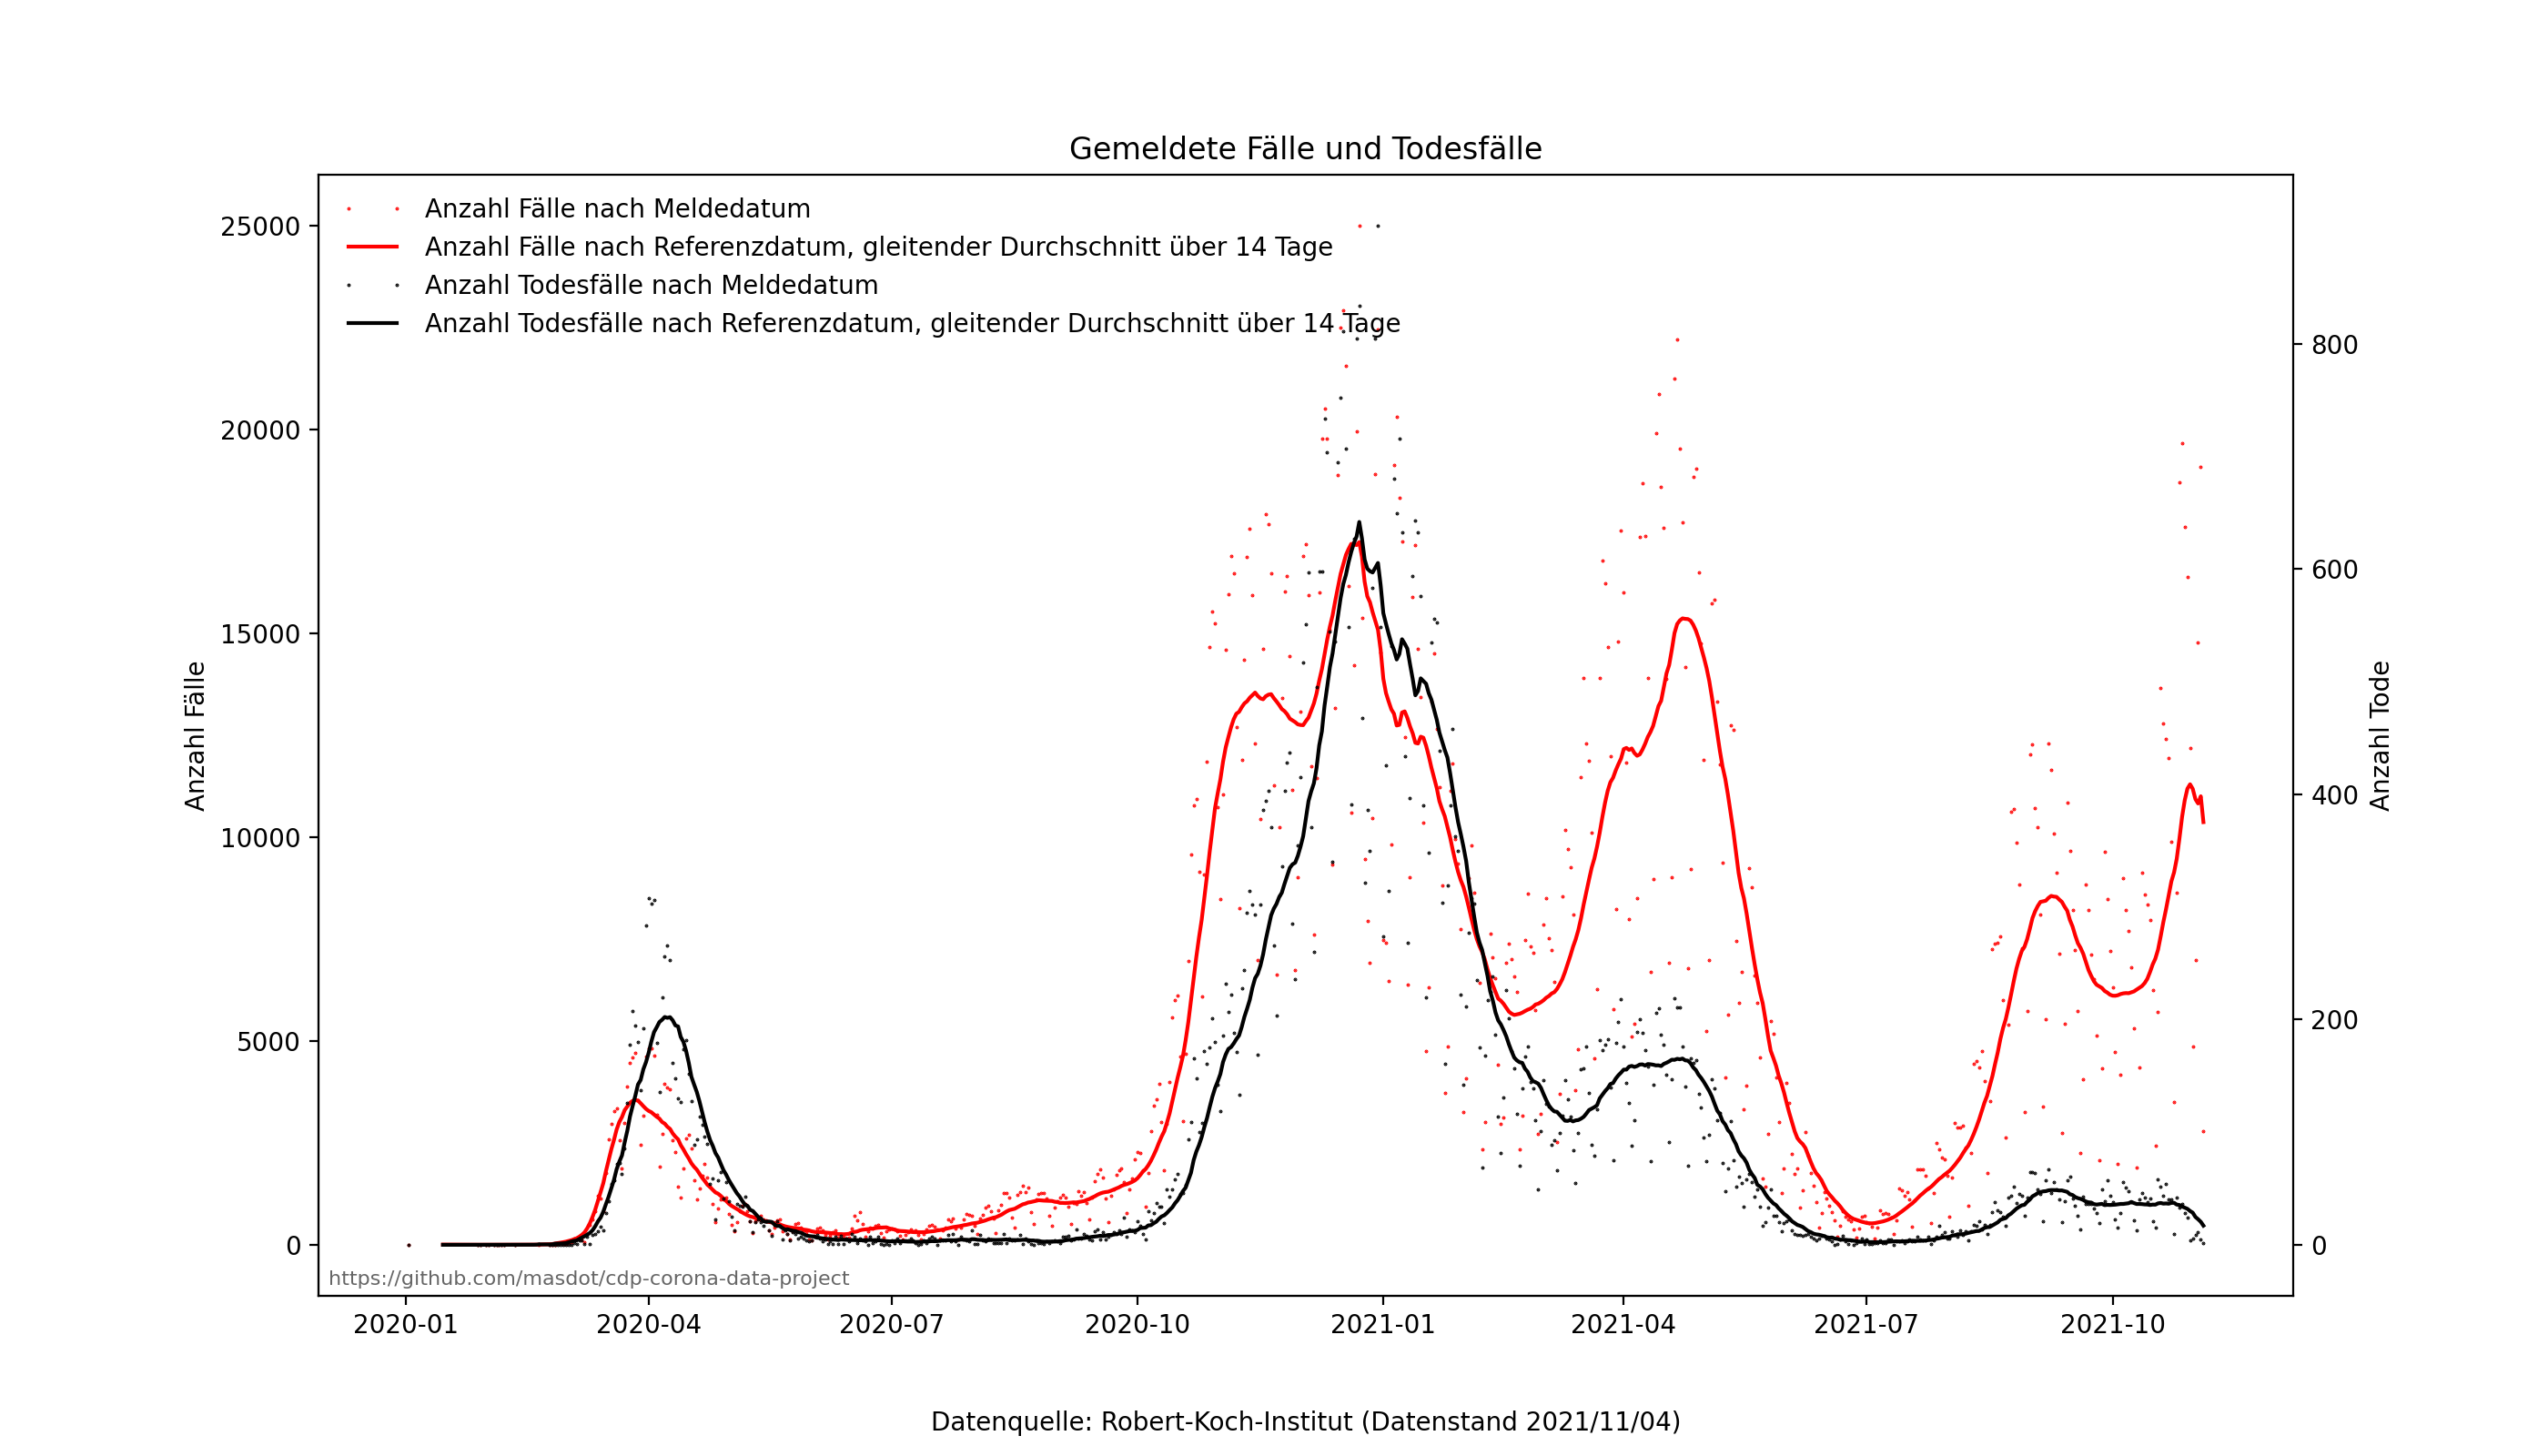 Gemeldete Fälle und Todesfälle
Anzahl Fälle nach Meldedatum
Anzahl Fälle nach Referenzdatum, gleitender Durchschnitt über 14 Tage
Anzahl Todesfälle nach Meldedatum
Anzahl Todesfälle nach Referenzdatum, gleitender Durchschnitt über 14 Tage
25000
20000
15000
10000
5000
0
Anzahl Fälle
800
600
400
200
0
Anzahl Tode
https://github.com/masdot/cdp-corona-data-project
2020-01 2020-04 2020-07 2020-10 2021-01 2021-04 2021-07 2021-10
Datenquelle: Robert-Koch-Institut (Datenstand 2021/11/04)